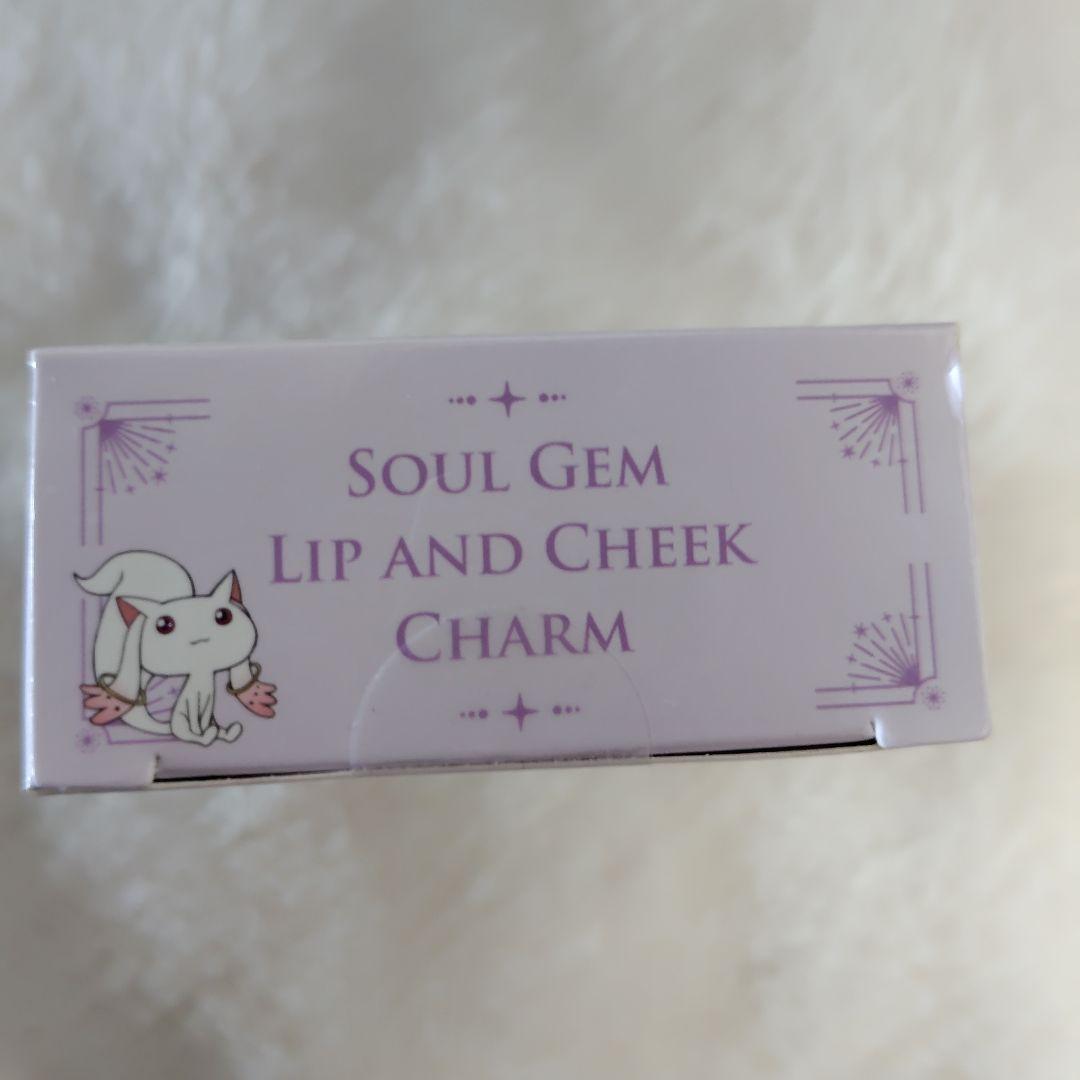 SOUL GEM
LIP AND CHEEK
CHARM